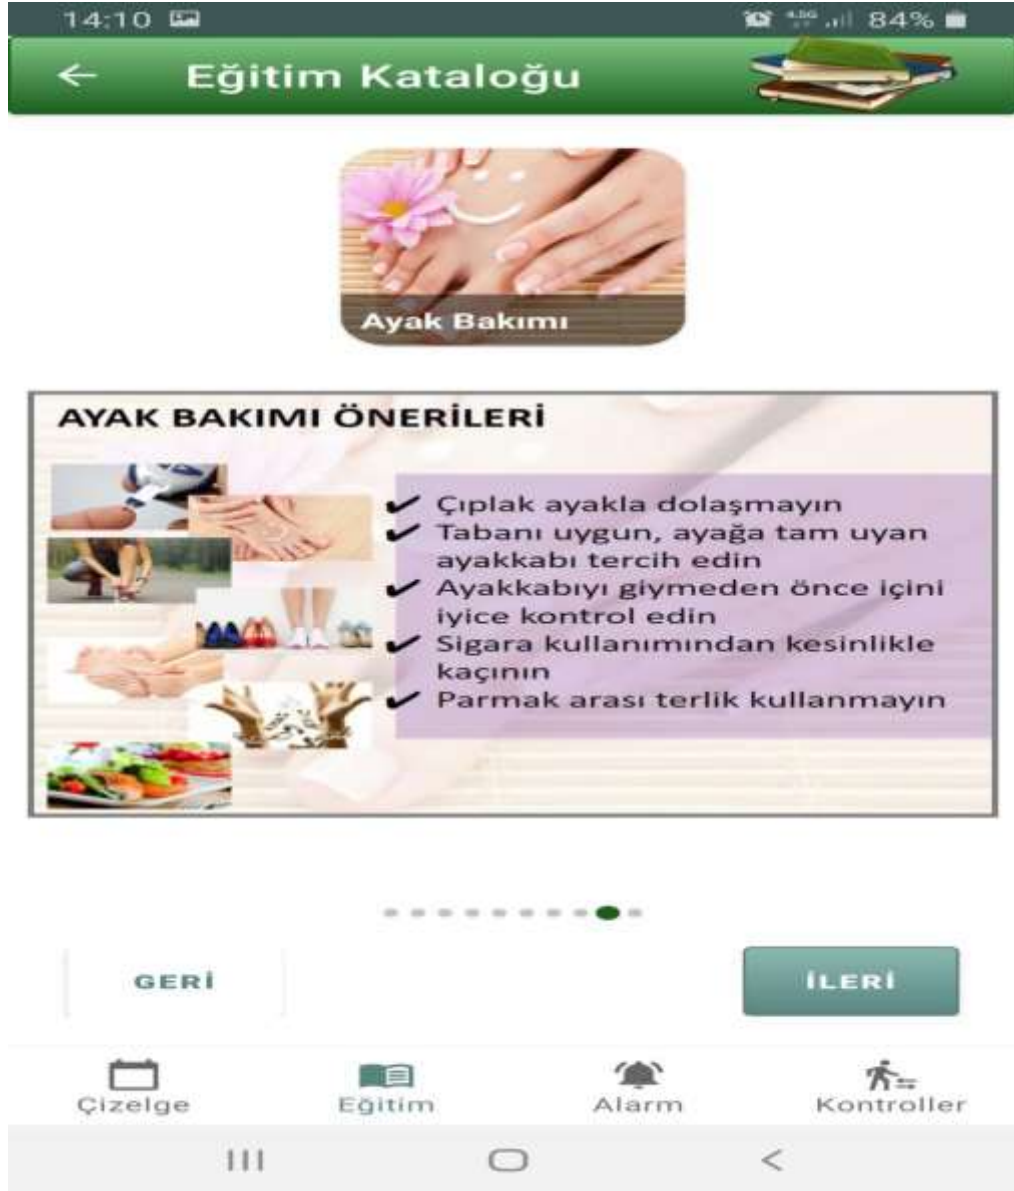 14:10
4.5G
84%
Eğitim Kataloğu
Ayak Bakımı
AYAK BAKIMI ÖNERİLERİ
✔ Çıplak ayakla dolaşmayın
✔ Tabanı uygun, ayağa tam uyan
ayakkabı tercih edin
✔ Ayakkabıyı giymeden önce içini
iyice kontrol edin
✔ Sigara kullanımından kesinlikle
kaçının
✔ Parmak arası terlik kullanmayın
GERİ
İLERİ
Çizelge
Eğitim
Alarm
Kontroller